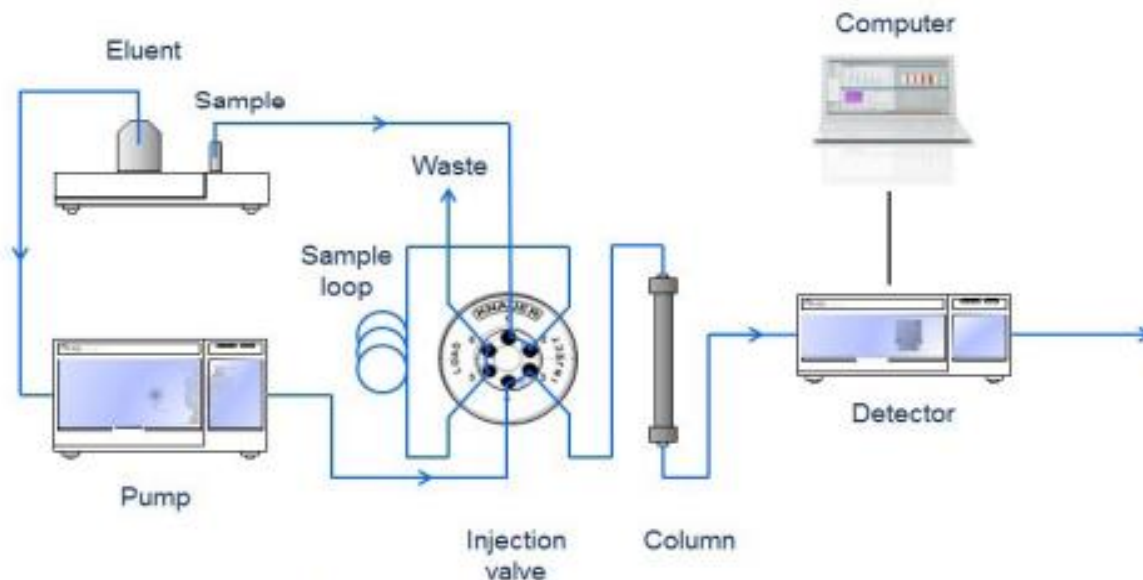 Eluent
Sample
Computer
Waste
Sample
loop
KNAUER
LOAD
INJECT
Pump
Injection
valve
Column
Detector